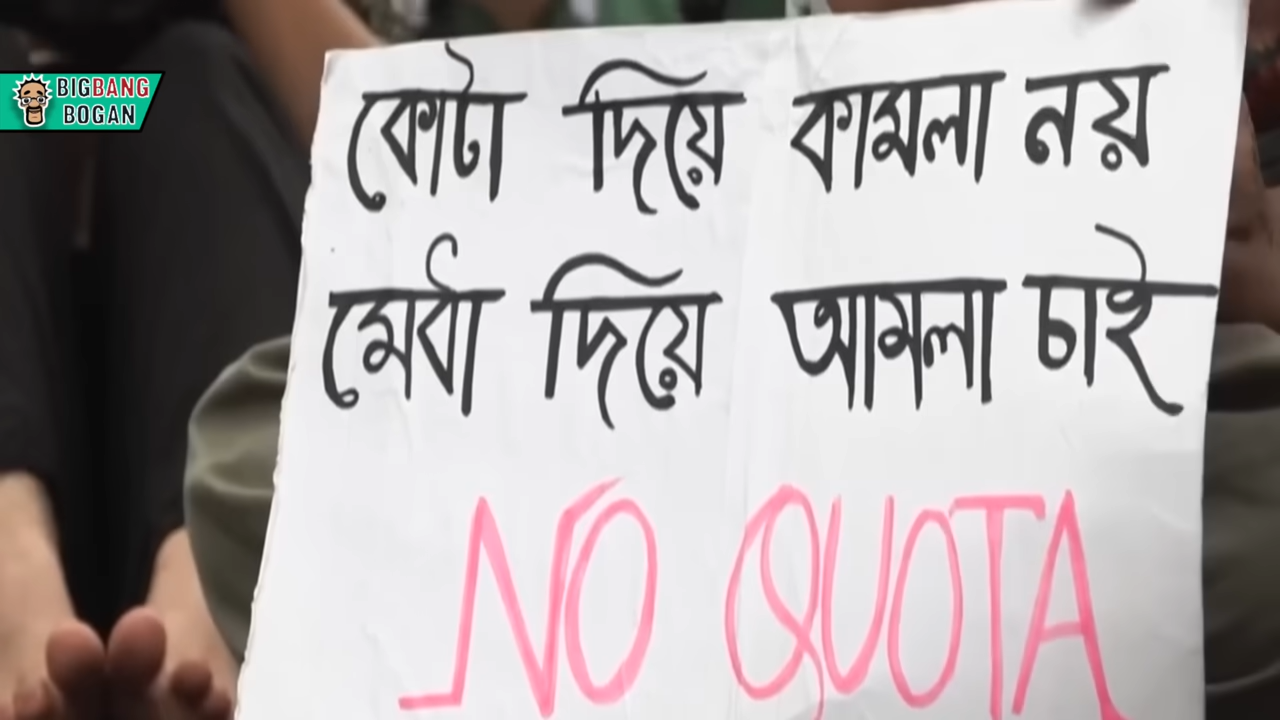 BIGBANG
BOGAN
কোটা দিয়ে কামলা নয়
মেধা দিয়ে আমলা চাই
NO QUOTA